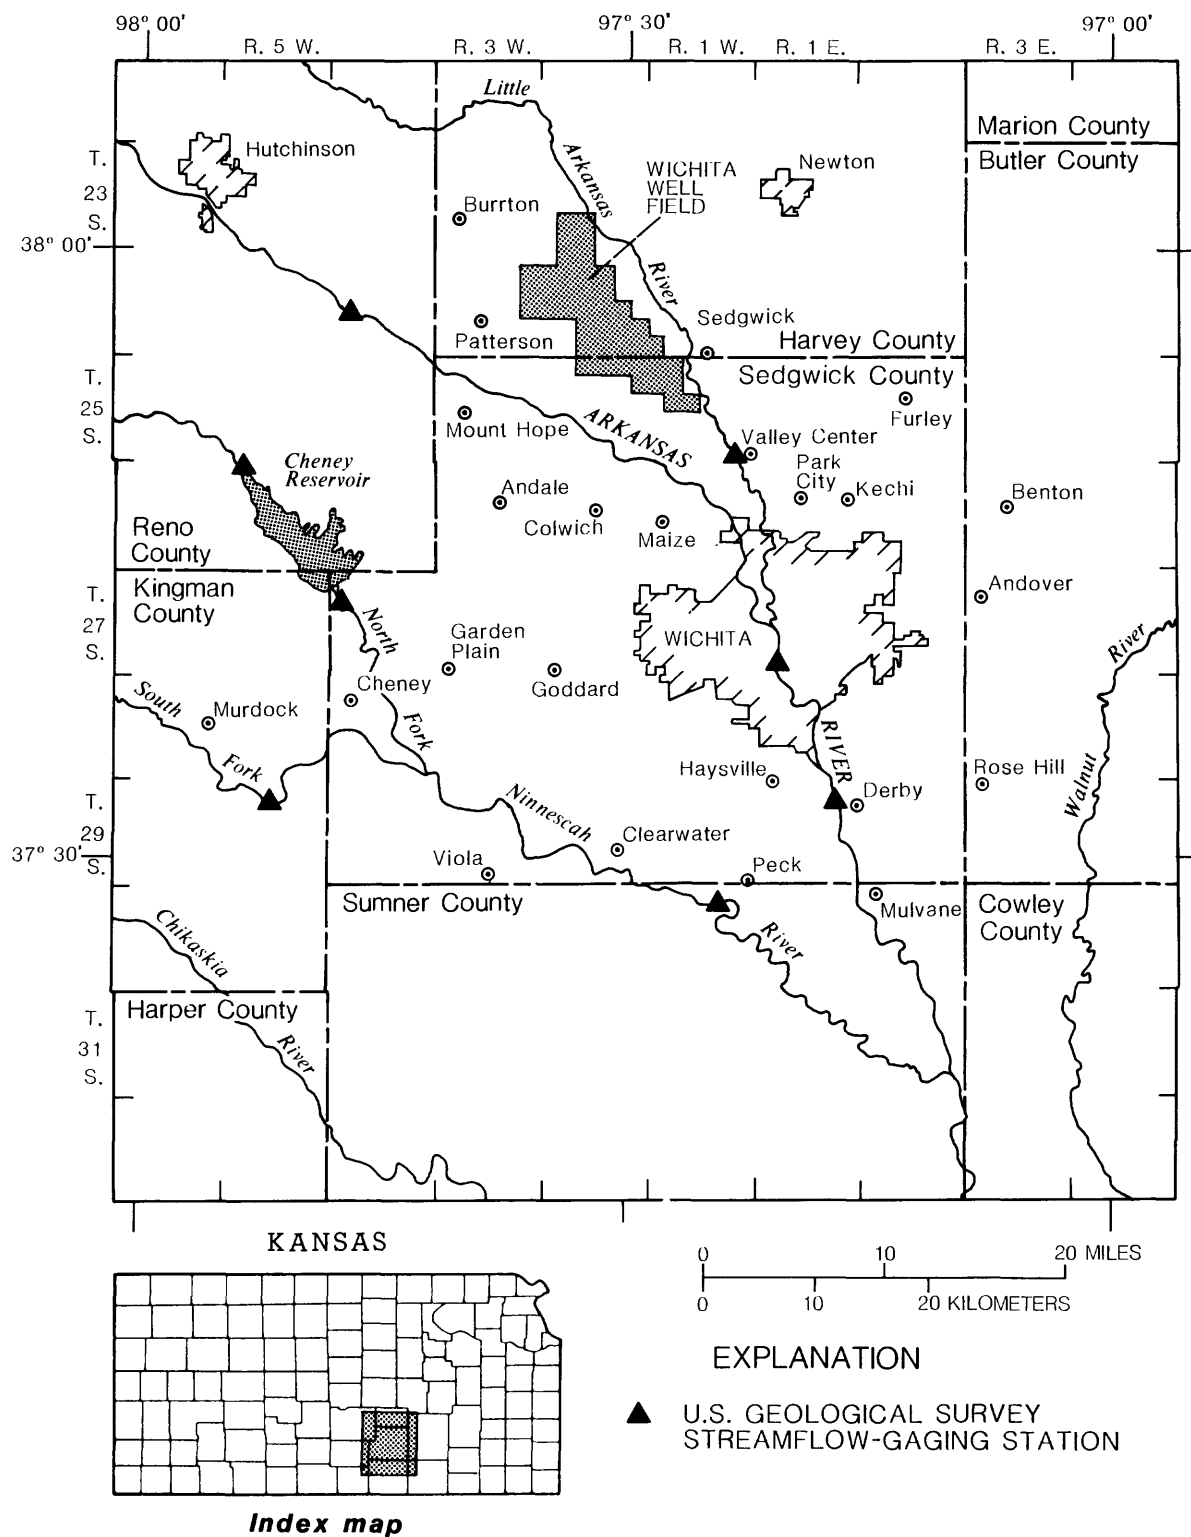 98° 00'
97° 30'
97° 00'
R. 5 W.
R. 3 W.
R. 1 W.
R. 1 E.
R. 3 E.
Little
Arkansas
River
Marion County
Butler County
T.
23
S.
Hutchinson
WICHITA
WELL
FIELD
Newton
Burrton
38° 00'
Sedgwick
Patterson
Harvey County
Sedgwick County
T.
25
S.
Mount Hope
ARKANSAS
Furley
Valley Center
Cheney
Reservoir
Park
City
Kechi
Andale
Colwich
Maize
Benton
Reno
County
Kingman
County
T.
27
S.
Andover
North
Fork
Garden
Plain
WICHITA
River
Goddard
Cheney
South
Fork
Murdock
RIVER
Walnut
Haysville
Rose Hill
Derby
T.
29
S.
Ninnescah
Clearwater
37° 30'
Viola
Peck
Sumner County
Mulvane
Cowley
County
River
Chikaskia
River
Harper County
T.
31
S.
KANSAS
Index map
0 10 20 MILES
0 10 20 KILOMETERS
EXPLANATION
U.S. GEOLOGICAL SURVEY
STREAMFLOW-GAGING STATION